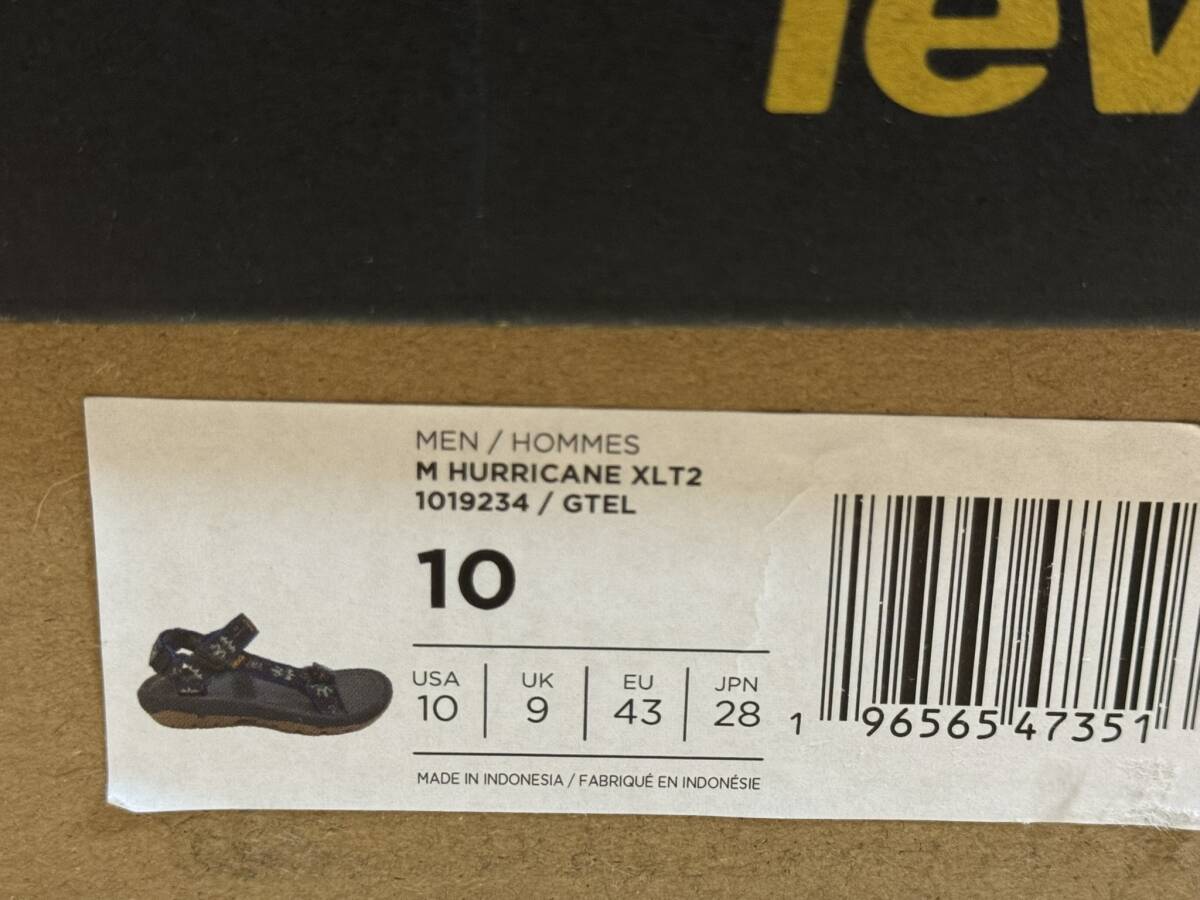 Tev
MEN / HOMMES
M HURRICANE XLT2
1019234 / GTEL
10
USA UK EU JPN
10 9 43 28
1 96565 47351
MADE IN INDONESIA / FABRIQUÉ EN INDONÉSIE